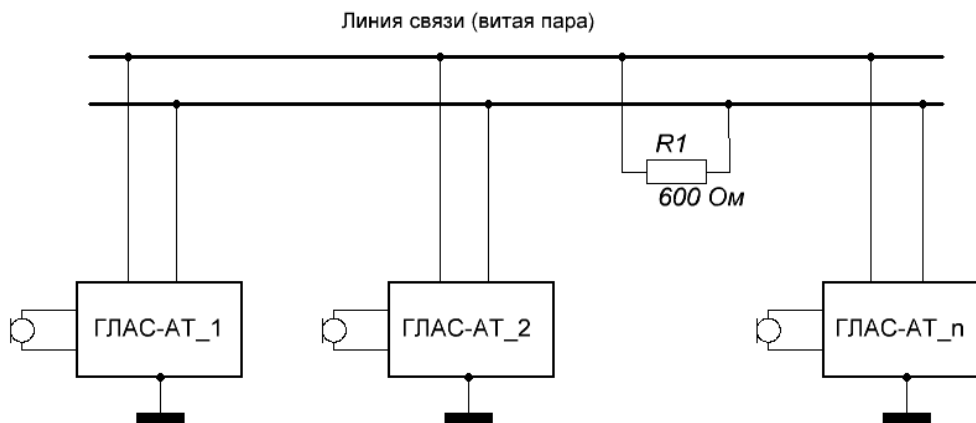 Линия связи (витая пара)
R1
600 Ом
ГЛАС-АТ_1
ГЛАС-АТ_2
ГЛАС-АТ_n